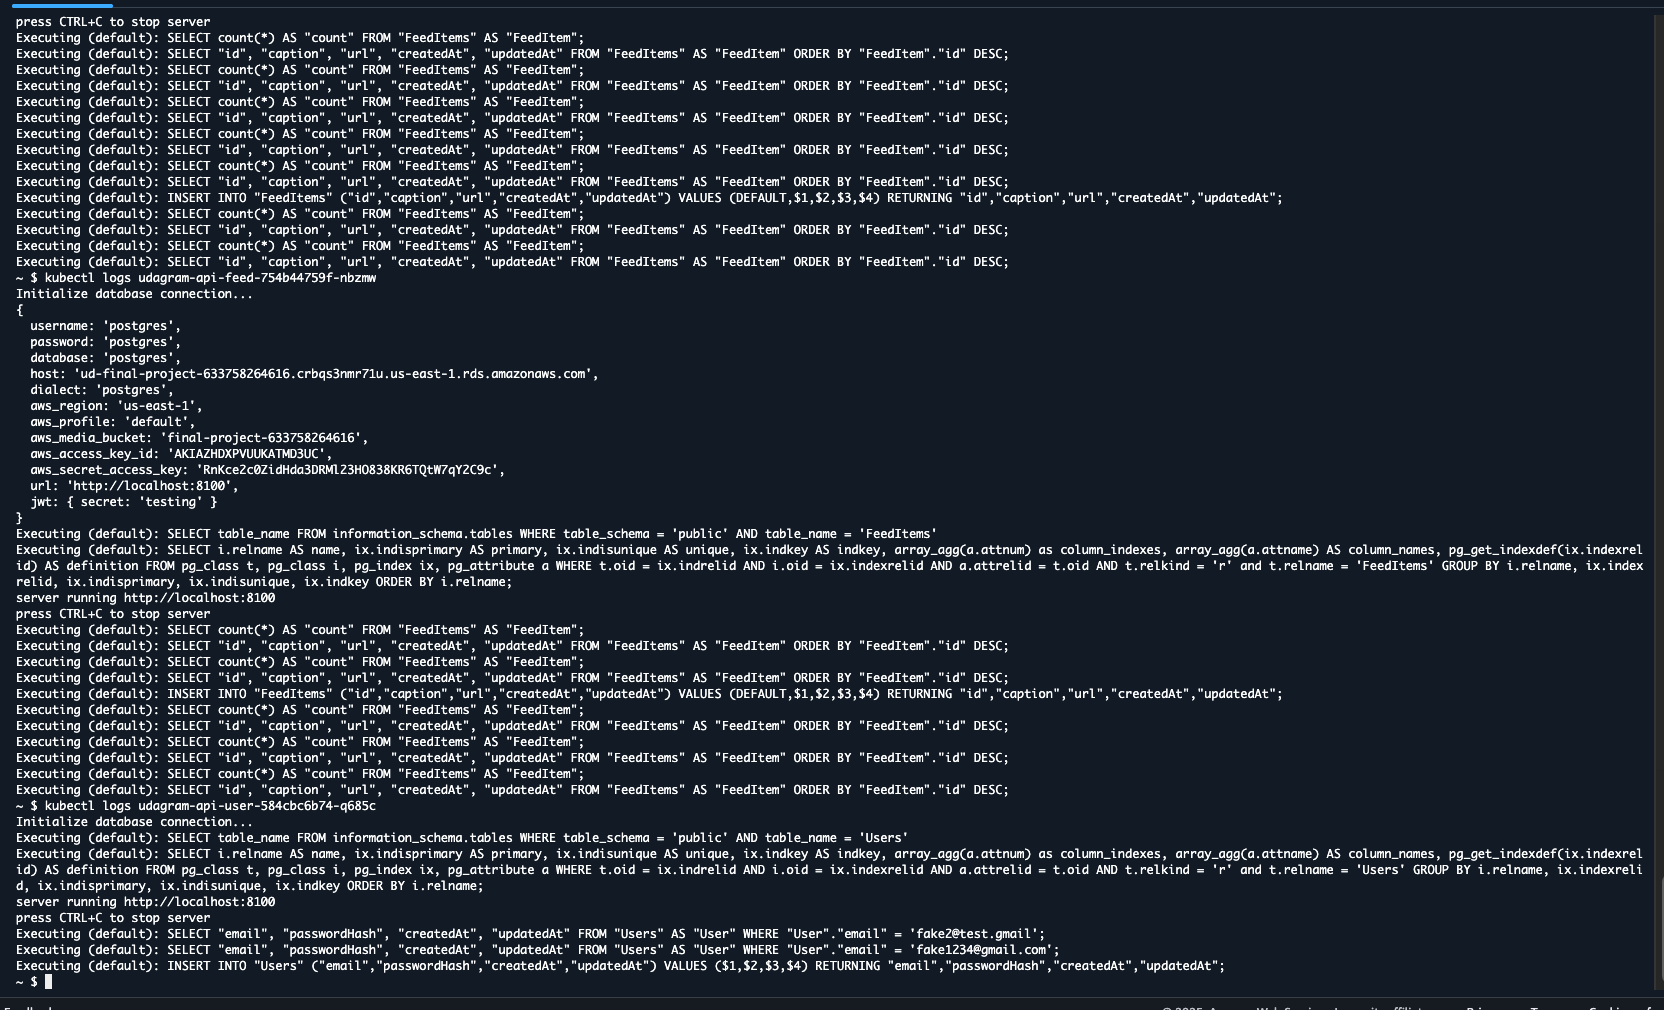 press CTRL+C to stop server
Executing (default): SELECT count(*) AS "count" FROM "FeedItems" AS "FeedItem";
Executing (default): SELECT "id", "caption", "url", "createdAt", "updatedAt" FROM "FeedItems" AS "FeedItem" ORDER BY "FeedItem"."id" DESC;
Executing (default): SELECT count(*) AS "count" FROM "FeedItems" AS "FeedItem";
Executing (default): SELECT "id", "caption", "url", "createdAt", "updatedAt" FROM "FeedItems" AS "FeedItem" ORDER BY "FeedItem"."id" DESC;
Executing (default): SELECT count(*) AS "count" FROM "FeedItems" AS "FeedItem";
Executing (default): SELECT "id", "caption", "url", "createdAt", "updatedAt" FROM "FeedItems" AS "FeedItem" ORDER BY "FeedItem"."id" DESC;
Executing (default): SELECT count(*) AS "count" FROM "FeedItems" AS "FeedItem";
Executing (default): SELECT "id", "caption", "url", "createdAt", "updatedAt" FROM "FeedItems" AS "FeedItem" ORDER BY "FeedItem"."id" DESC;
Executing (default): SELECT count(*) AS "count" FROM "FeedItems" AS "FeedItem";
Executing (default): SELECT "id", "caption", "url", "createdAt", "updatedAt" FROM "FeedItems" AS "FeedItem" ORDER BY "FeedItem"."id" DESC;
Executing (default): INSERT INTO "FeedItems" ("id","caption","url","createdAt","updatedAt") VALUES (DEFAULT,$1,$2,$3,$4) RETURNING "id","caption","url","createdAt","updatedAt";
Executing (default): SELECT count(*) AS "count" FROM "FeedItems" AS "FeedItem";
Executing (default): SELECT "id", "caption", "url", "createdAt", "updatedAt" FROM "FeedItems" AS "FeedItem" ORDER BY "FeedItem"."id" DESC;
Executing (default): SELECT count(*) AS "count" FROM "FeedItems" AS "FeedItem";
Executing (default): SELECT "id", "caption", "url", "createdAt", "updatedAt" FROM "FeedItems" AS "FeedItem" ORDER BY "FeedItem"."id" DESC;
~ $ kubectl logs udagram-api-feed-754b44759f-nbzmw
Initialize database connection...
{
  username: 'postgres',
  password: 'postgres',
  database: 'postgres',
  host: 'ud-final-project-633758264616.crbqs3nmr71u.us-east-1.rds.amazonaws.com',
  dialect: 'postgres',
  aws_region: 'us-east-1',
  aws_profile: 'default',
  aws_media_bucket: 'final-project-633758264616',
  aws_access_key_id: 'AKIAZHDXPVUUKATMD3UC',
  aws_secret_access_key:
  url: 'http://localhost:8100',
  jwt: { secret: 'testing' }
}
Executing (default): SELECT table_name FROM information_schema.tables WHERE table_schema = 'public' AND table_name = 'FeedItems'
Executing (default): SELECT i.relname AS name, ix.indisprimary AS primary, ix.indisunique AS unique, ix.indkey AS indkey, array_agg(a.attnum) as column_indexes, array_agg(a.attname) AS column_names, pg_get_indexdef(ix.indexrel
id) AS definition FROM pg_class t, pg_class i, pg_index ix, pg_attribute a WHERE t.oid = ix.indrelid AND i.oid = ix.indexrelid AND a.attrelid = t.oid AND t.relkind = 'r' and t.relname = 'FeedItems' GROUP BY i.relname, ix.index
relid, ix.indisprimary, ix.indisunique, ix.indkey ORDER BY i.relname;
server running http://localhost:8100
press CTRL+C to stop server
Executing (default): SELECT count(*) AS "count" FROM "FeedItems" AS "FeedItem";
Executing (default): SELECT "id", "caption", "url", "createdAt", "updatedAt" FROM "FeedItems" AS "FeedItem" ORDER BY "FeedItem"."id" DESC;
Executing (default): SELECT count(*) AS "count" FROM "FeedItems" AS "FeedItem";
Executing (default): SELECT "id", "caption", "url", "createdAt", "updatedAt" FROM "FeedItems" AS "FeedItem" ORDER BY "FeedItem"."id" DESC;
Executing (default): INSERT INTO "FeedItems" ("id","caption","url","createdAt","updatedAt") VALUES (DEFAULT,$1,$2,$3,$4) RETURNING "id","caption","url","createdAt","updatedAt";
Executing (default): SELECT count(*) AS "count" FROM "FeedItems" AS "FeedItem";
Executing (default): SELECT "id", "caption", "url", "createdAt", "updatedAt" FROM "FeedItems" AS "FeedItem" ORDER BY "FeedItem"."id" DESC;
Executing (default): SELECT count(*) AS "count" FROM "FeedItems" AS "FeedItem";
Executing (default): SELECT "id", "caption", "url", "createdAt", "updatedAt" FROM "FeedItems" AS "FeedItem" ORDER BY "FeedItem"."id" DESC;
Executing (default): SELECT count(*) AS "count" FROM "FeedItems" AS "FeedItem";
Executing (default): SELECT "id", "caption", "url", "createdAt", "updatedAt" FROM "FeedItems" AS "FeedItem" ORDER BY "FeedItem"."id" DESC;
~ $ kubectl logs udagram-api-user-584cbc6b74-q685c
Initialize database connection...
Executing (default): SELECT table_name FROM information_schema.tables WHERE table_schema = 'public' AND table_name = 'Users'
Executing (default): SELECT i.relname AS name, ix.indisprimary AS primary, ix.indisunique AS unique, ix.indkey AS indkey, array_agg(a.attnum) as column_indexes, array_agg(a.attname) AS column_names, pg_get_indexdef(ix.indexrel
id) AS definition FROM pg_class t, pg_class i, pg_index ix, pg_attribute a WHERE t.oid = ix.indrelid AND i.oid = ix.indexrelid AND a.attrelid = t.oid AND t.relkind = 'r' and t.relname = 'Users' GROUP BY i.relname, ix.indexreli
d, ix.indisprimary, ix.indisunique, ix.indkey ORDER BY i.relname;
server running http://localhost:8100
press CTRL+C to stop server
Executing (default): SELECT "email", "passwordHash", "createdAt", "updatedAt" FROM "Users" AS "User" WHERE "User"."email" = 'fake2@test.gmail';
Executing (default): SELECT "email", "passwordHash", "createdAt", "updatedAt" FROM "Users" AS "User" WHERE "User"."email" = 'fake1234@gmail.com';
Executing (default): INSERT INTO "Users" ("email","passwordHash","createdAt","updatedAt") VALUES ($1,$2,$3,$4) RETURNING "email","passwordHash","createdAt","updatedAt";
~ $